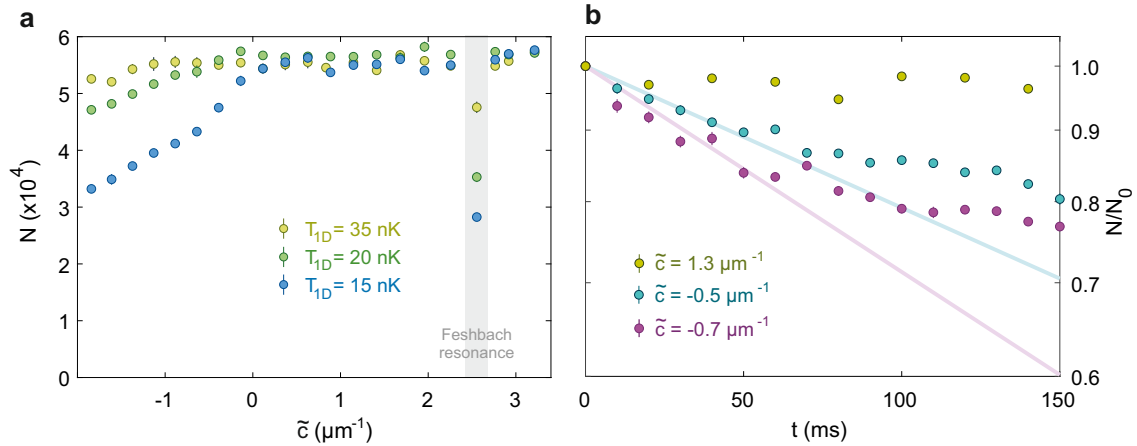 a
6
5
4
3
2
1
0
N (x10⁴)
T₁D = 35 nK
T₁D = 20 nK
T₁D = 15 nK
Feshbach
resonance
-1 0 1 2 3
c̃ (μm⁻¹)
b
1.0
0.9
0.8
0.7
0.6
N/N₀
c̃ = 1.3 μm⁻¹
c̃ = -0.5 μm⁻¹
c̃ = -0.7 μm⁻¹
0 50 100 150
t (ms)